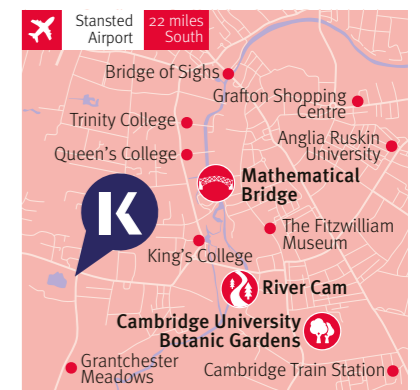 Stansted
Airport
22 miles
South
Bridge of Sighs
Grafton Shopping
Centre
Trinity College
Anglia Ruskin
University
Queen's College
Mathematical
Bridge
K
The Fitzwilliam
Museum
King's College
River Cam
Cambridge University
Botanic Gardens
Grantchester
Meadows
Cambridge Train Station